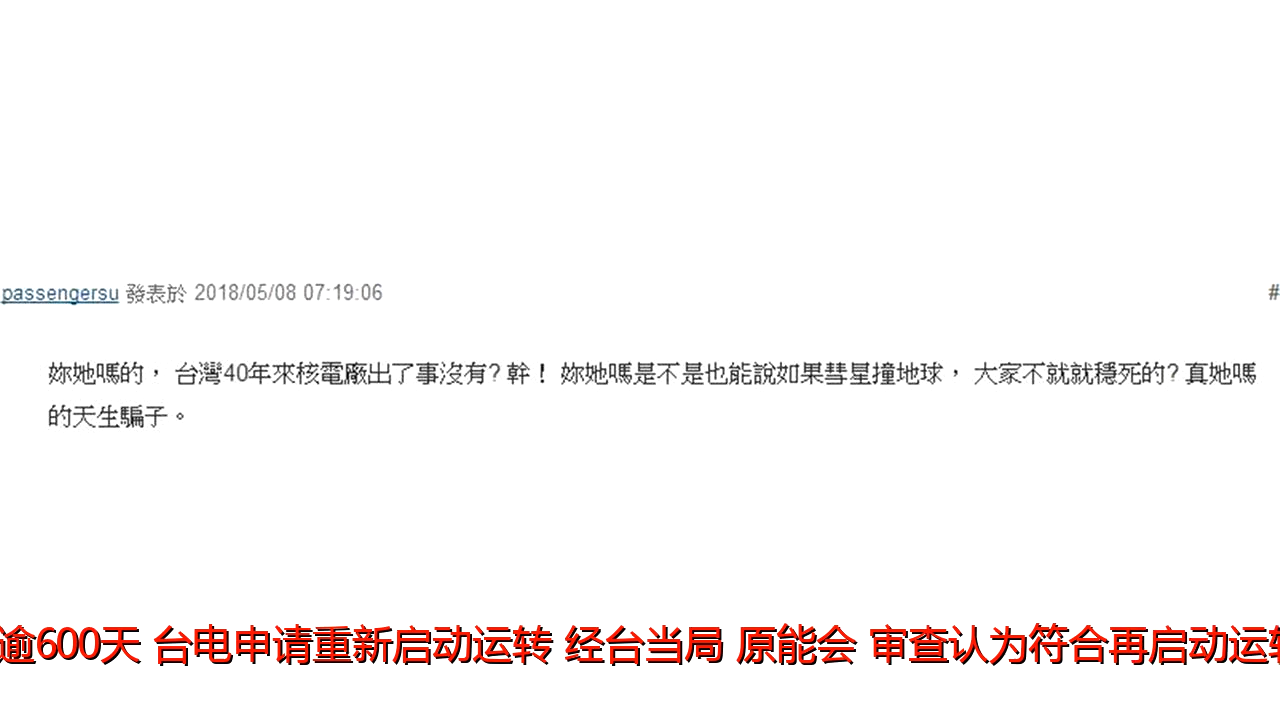 passengersu 發表於 2018/05/08 07:19:06 #
妳她嗎的， 台灣40年來核電廠出了事沒有? 幹！ 妳她嗎是不是也能說如果彗星撞地球， 大家不就就穩死的? 真她嗎
的天生騙子。
逾600天 台电申请重新启动运转 经台当局 原能会 审查认为符合再启动运转